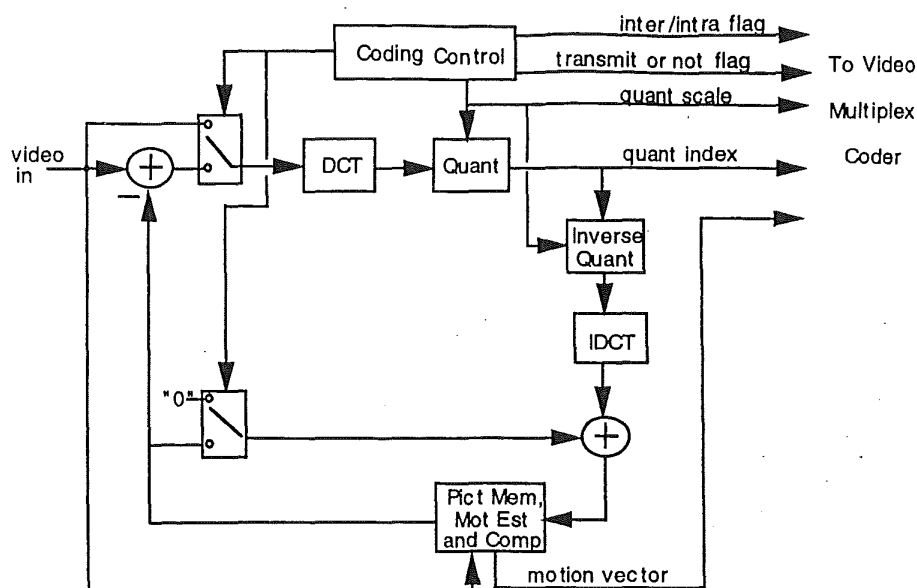 inter/intra flag
Coding Control
transmit or not flag
To Video
quant scale
Multiplex
video
in
+
DCT
Quant
quant index
Coder
—
Inverse
Quant
IDCT
"0"
+
Pict Mem,
Mot Est
and Comp
motion vector